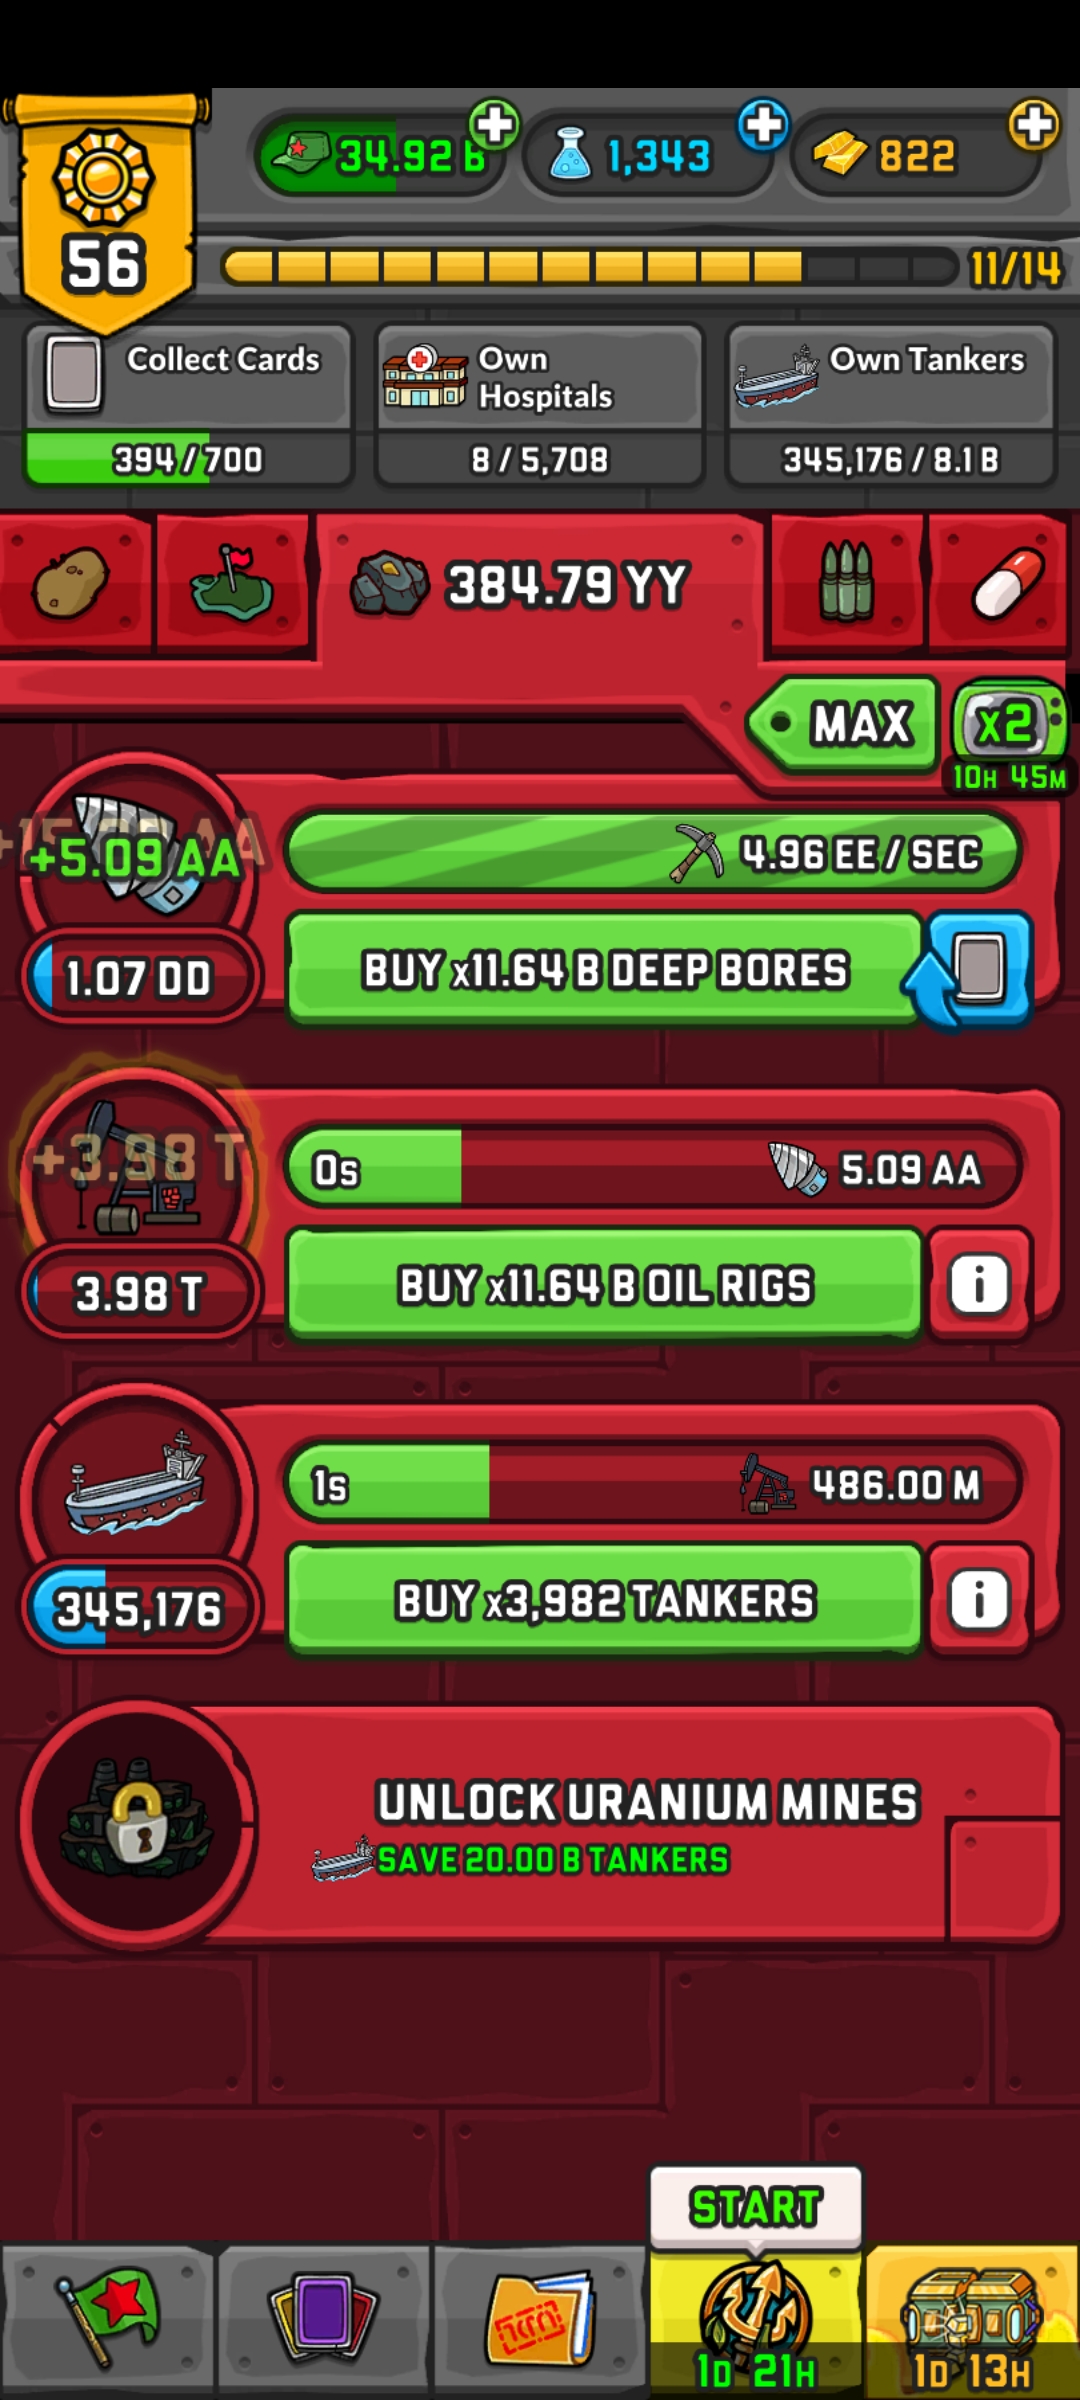 56
34.92 B
1,343
822
11/14
Collect Cards
394 / 700
Own
Hospitals
8 / 5,708
Own Tankers
345,176 / 8.1 B
384.79 YY
MAX
x2
10H 45M
+5.09 AA
1.07 DD
4.96 EE / SEC
BUY x11.64 B DEEP BORES
+3.98 T
3.98 T
0s
5.09 AA
BUY x11.64 B OIL RIGS
i
345,176
1s
486.00 M
BUY x3,982 TANKERS
i
UNLOCK URANIUM MINES
SAVE 20.00 B TANKERS
START
1D 21H
1D 13H